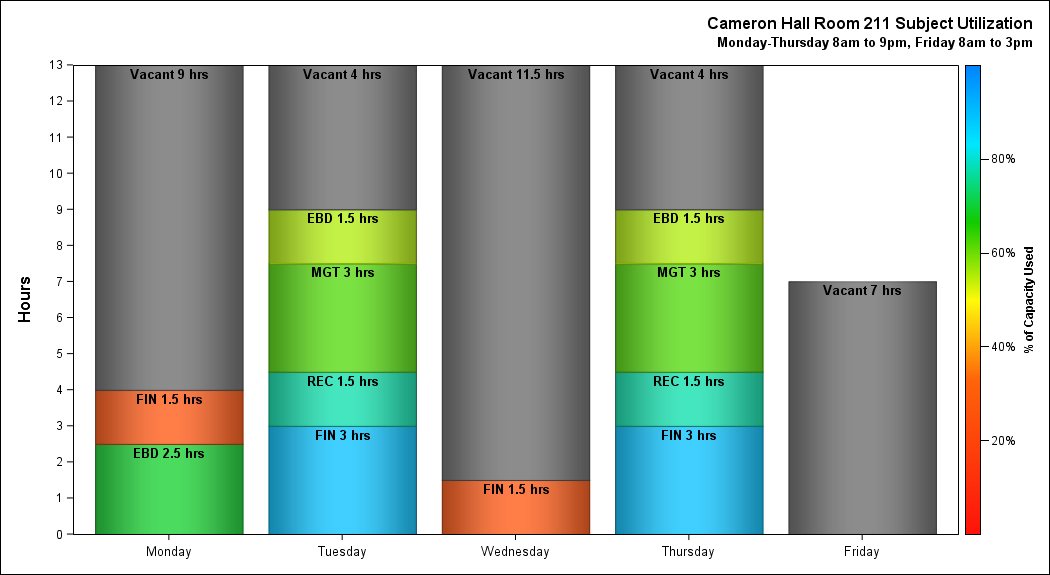 Cameron Hall Room 211 Subject Utilization
Monday-Thursday 8am to 9pm, Friday 8am to 3pm
Hours
13
12
11
10
9
8
7
6
5
4
3
2
1
0
Vacant 9 hrs
FIN 1.5 hrs
EBD 2.5 hrs
Vacant 4 hrs
EBD 1.5 hrs
MGT 3 hrs
REC 1.5 hrs
FIN 3 hrs
Vacant 11.5 hrs
FIN 1.5 hrs
Vacant 4 hrs
EBD 1.5 hrs
MGT 3 hrs
REC 1.5 hrs
FIN 3 hrs
Vacant 7 hrs
Monday
Tuesday
Wednesday
Thursday
Friday
80%
60%
40%
20%
% of Capacity Used